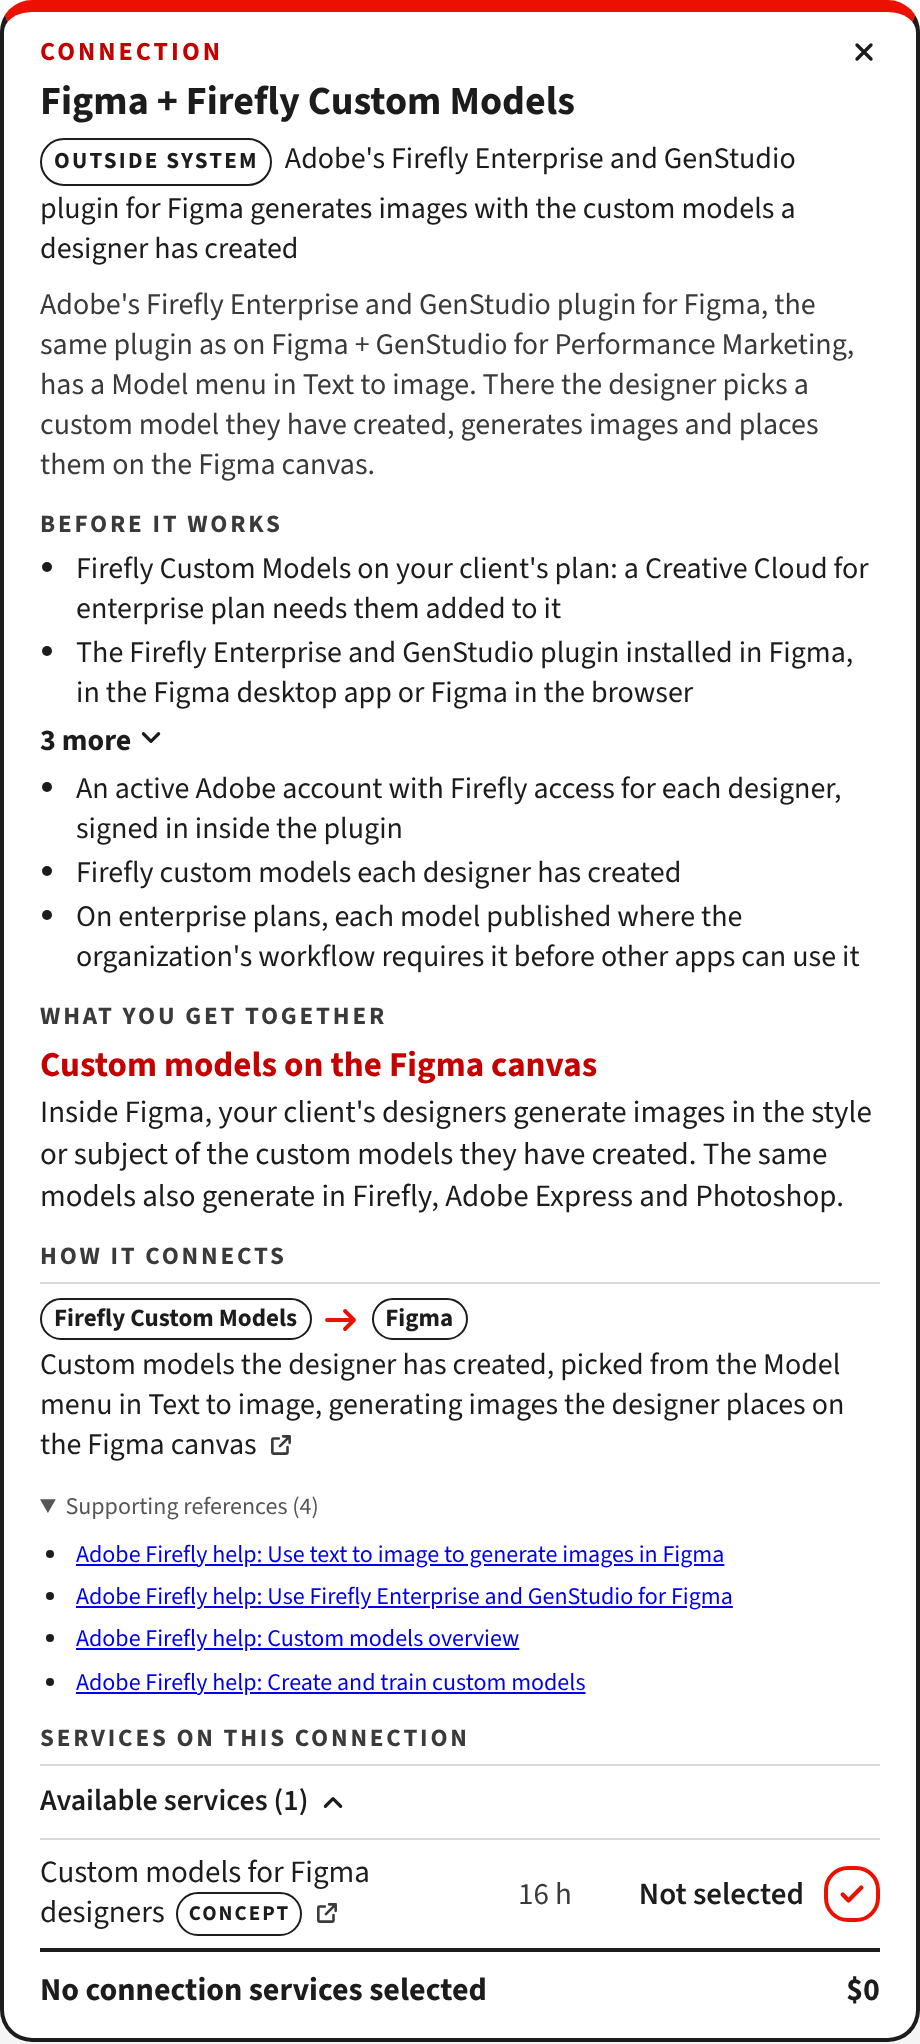 CONNECTION
Figma + Firefly Custom Models
OUTSIDE SYSTEM Adobe's Firefly Enterprise and GenStudio
plugin for Figma generates images with the custom models a
designer has created
Adobe's Firefly Enterprise and GenStudio plugin for Figma, the
same plugin as on Figma + GenStudio for Performance Marketing,
has a Model menu in Text to image. There the designer picks a
custom model they have created, generates images and places
them on the Figma canvas.
BEFORE IT WORKS
• Firefly Custom Models on your client's plan: a Creative Cloud for
enterprise plan needs them added to it
• The Firefly Enterprise and GenStudio plugin installed in Figma,
in the Figma desktop app or Figma in the browser
3 more
• An active Adobe account with Firefly access for each designer,
signed in inside the plugin
• Firefly custom models each designer has created
• On enterprise plans, each model published where the
organization's workflow requires it before other apps can use it
WHAT YOU GET TOGETHER
Custom models on the Figma canvas
Inside Figma, your client's designers generate images in the style
or subject of the custom models they have created. The same
models also generate in Firefly, Adobe Express and Photoshop.
HOW IT CONNECTS
Firefly Custom Models → Figma
Custom models the designer has created, picked from the Model
menu in Text to image, generating images the designer places on
the Figma canvas
▼ Supporting references (4)
• Adobe Firefly help: Use text to image to generate images in Figma
• Adobe Firefly help: Use Firefly Enterprise and GenStudio for Figma
• Adobe Firefly help: Custom models overview
• Adobe Firefly help: Create and train custom models
SERVICES ON THIS CONNECTION
Available services (1)
Custom models for Figma
designers CONCEPT 16 h Not selected
No connection services selected $0